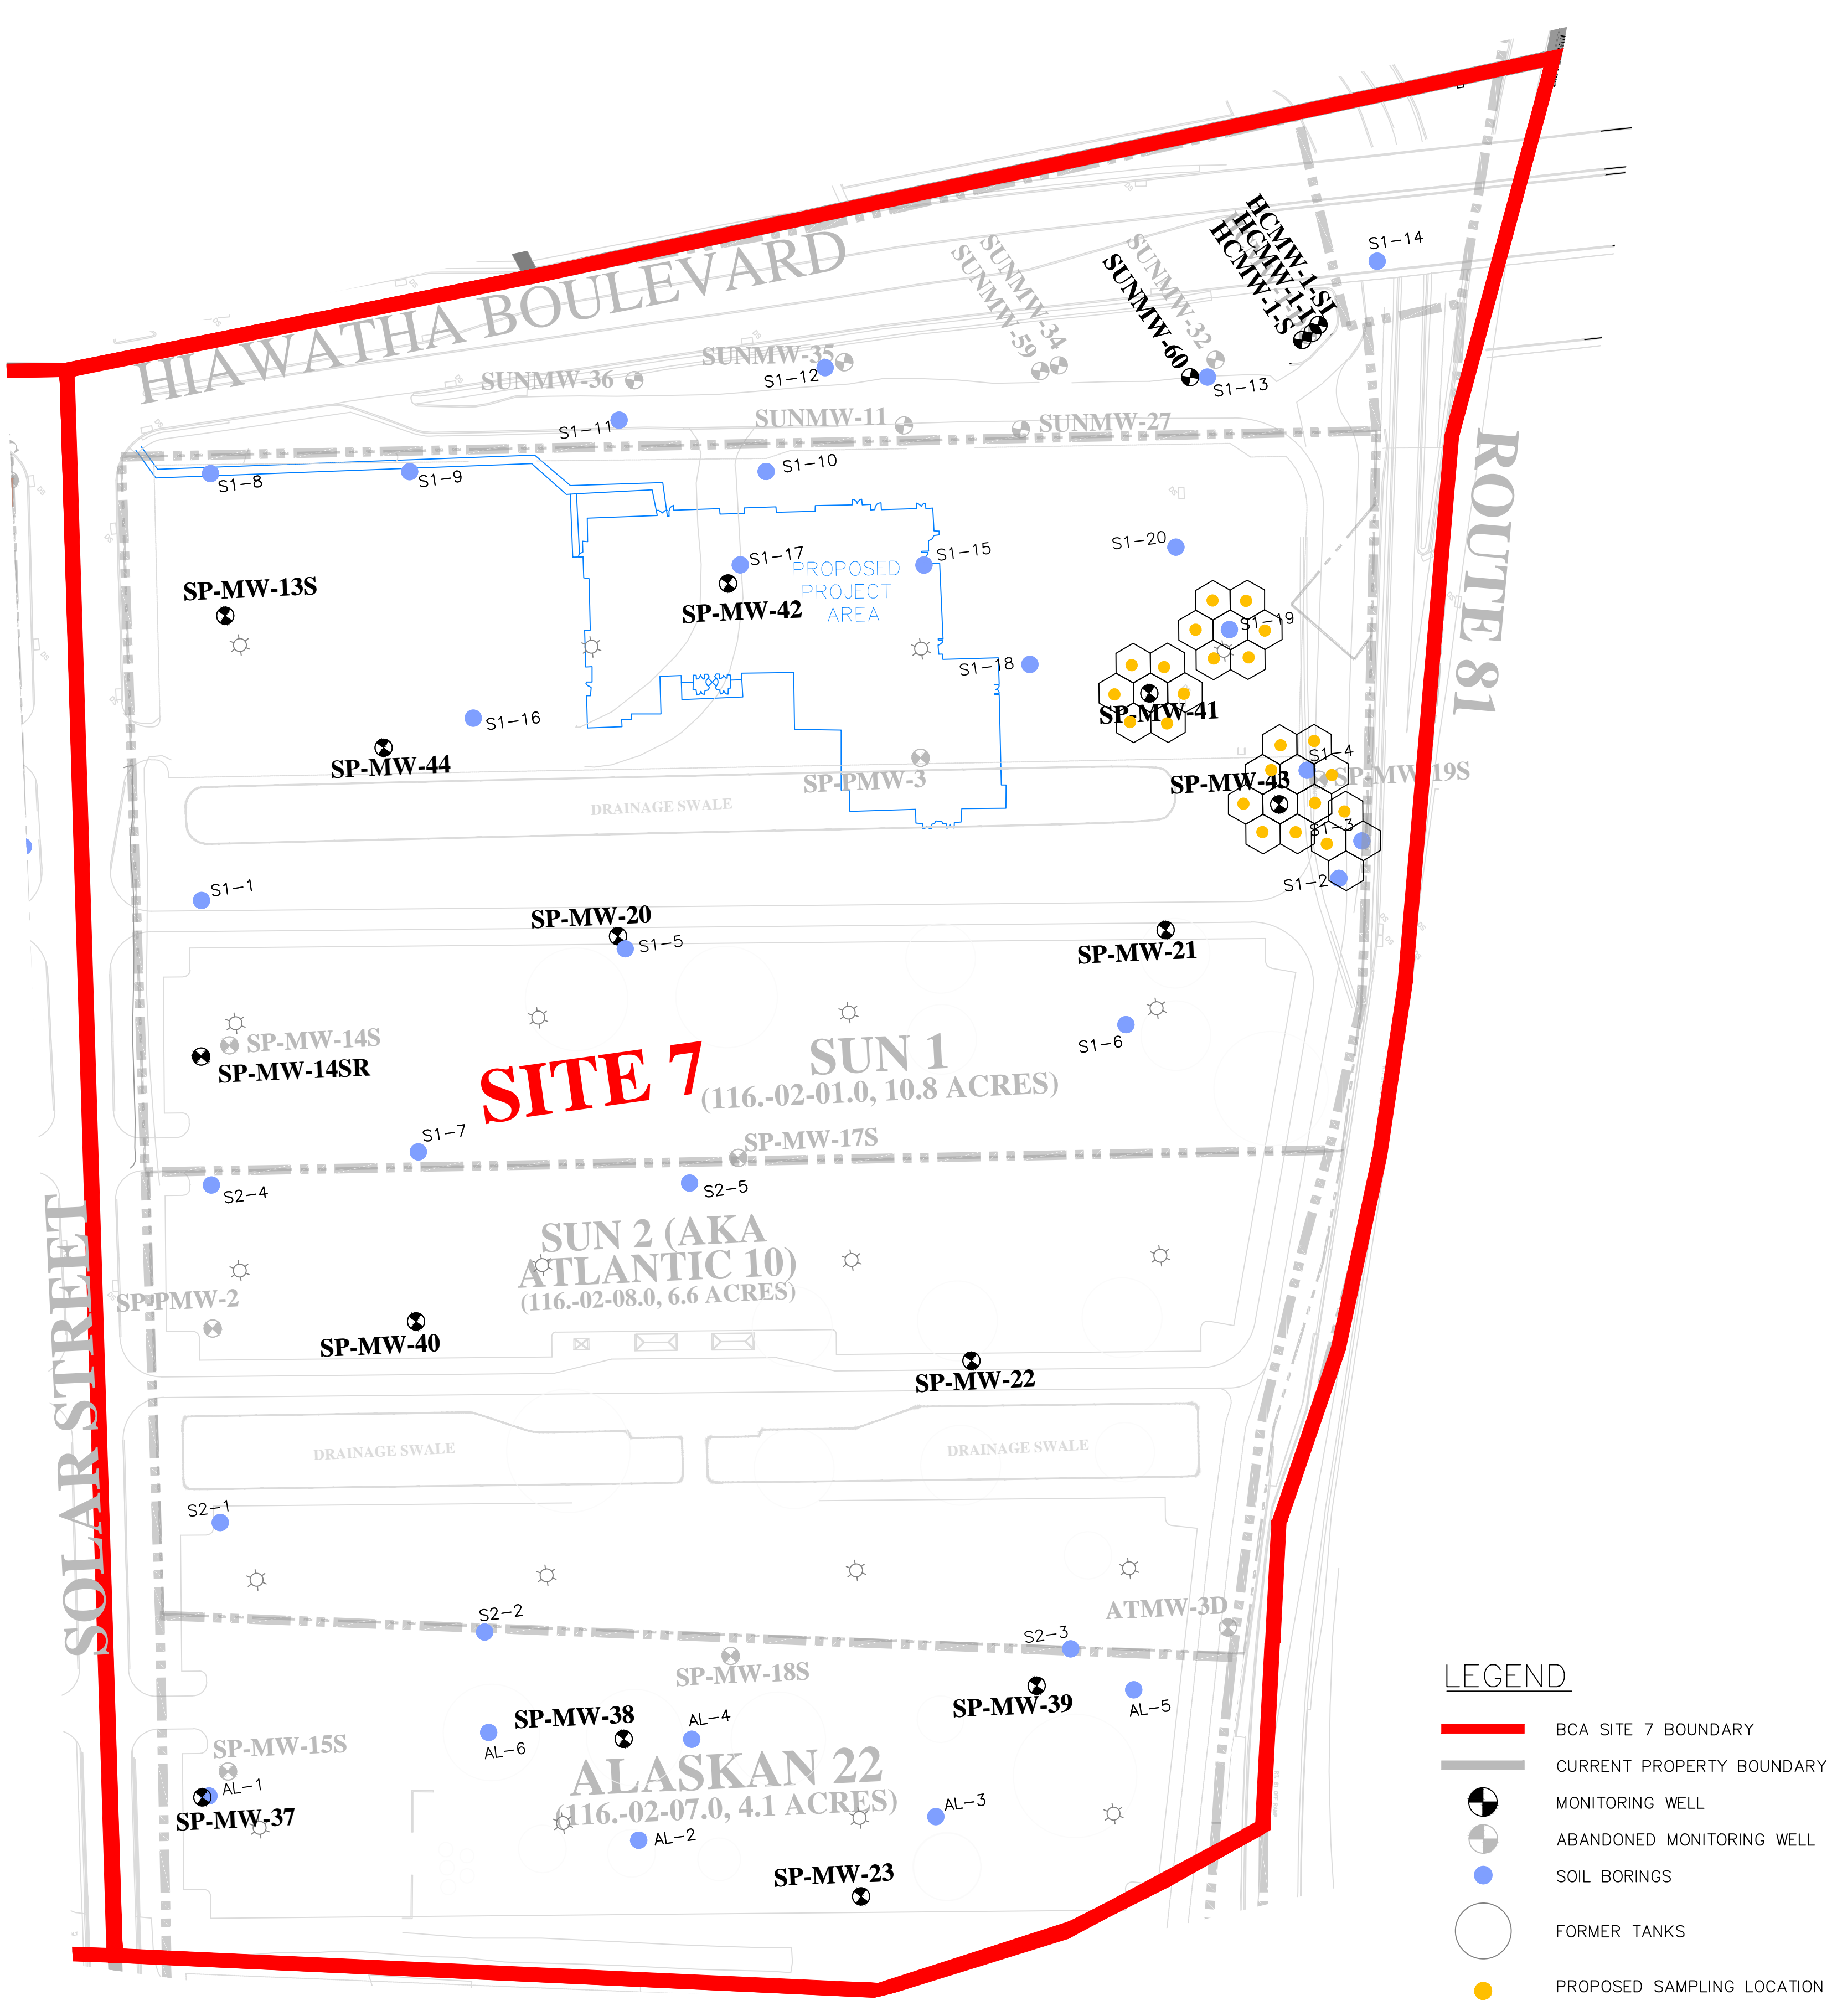 HIAWATHA BOULEVARD
HCMW-1-SI
HCMW-1-S
S1-14
SUNMW-34
SUNMW-59
SUNMW-32
SUNMW-60
S1-13
SUNMW-35
S1-12
SUNMW-36
SUNMW-11
SUNMW-27
S1-11
S1-10
S1-8
S1-9
ROUTE 81
S1-20
S1-17
S1-15
PROPOSED
PROJECT
AREA
SP-MW-13S
SP-MW-42
S1-19
S1-18
SP-MW-41
S1-16
SP-MW-44
SP-PMW-3
S1-4
SP-MW-43
SP-MW-19S
DRAINAGE SWALE
S1-3
S1-2
S1-1
SP-MW-20
S1-5
SP-MW-21
SP-MW-14S
SP-MW-14SR
SITE 7
SUN 1
(116.-02-01.0, 10.8 ACRES)
S1-6
S1-7
SP-MW-17S
S2-4
S2-5
SOLAR STREET
SUN 2 (AKA
ATLANTIC 10)
(116.-02-08.0, 6.6 ACRES)
SP-PMW-2
SP-MW-40
SP-MW-22
DRAINAGE SWALE
DRAINAGE SWALE
S2-1
S2-2
S2-3
ATMW-3D
SP-MW-18S
SP-MW-38
SP-MW-39
AL-4
AL-5
AL-6
SP-MW-15S
AL-1
SP-MW-37
ALASKAN 22
(116.-02-07.0, 4.1 ACRES)
AL-3
AL-2
SP-MW-23
LEGEND
BCA SITE 7 BOUNDARY
CURRENT PROPERTY BOUNDARY
MONITORING WELL
ABANDONED MONITORING WELL
SOIL BORINGS
FORMER TANKS
PROPOSED SAMPLING LOCATION